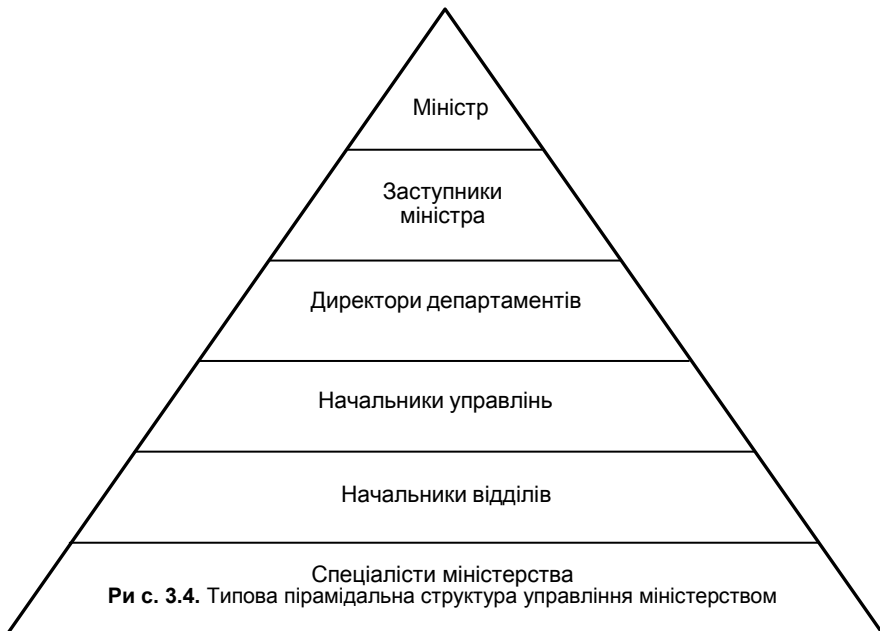 Міністр
Заступники
міністра
Директори департаментів
Начальники управлінь
Начальники відділів
Спеціалісти міністерства
Ри с. 3.4. Типова пірамідальна структура управління міністерством